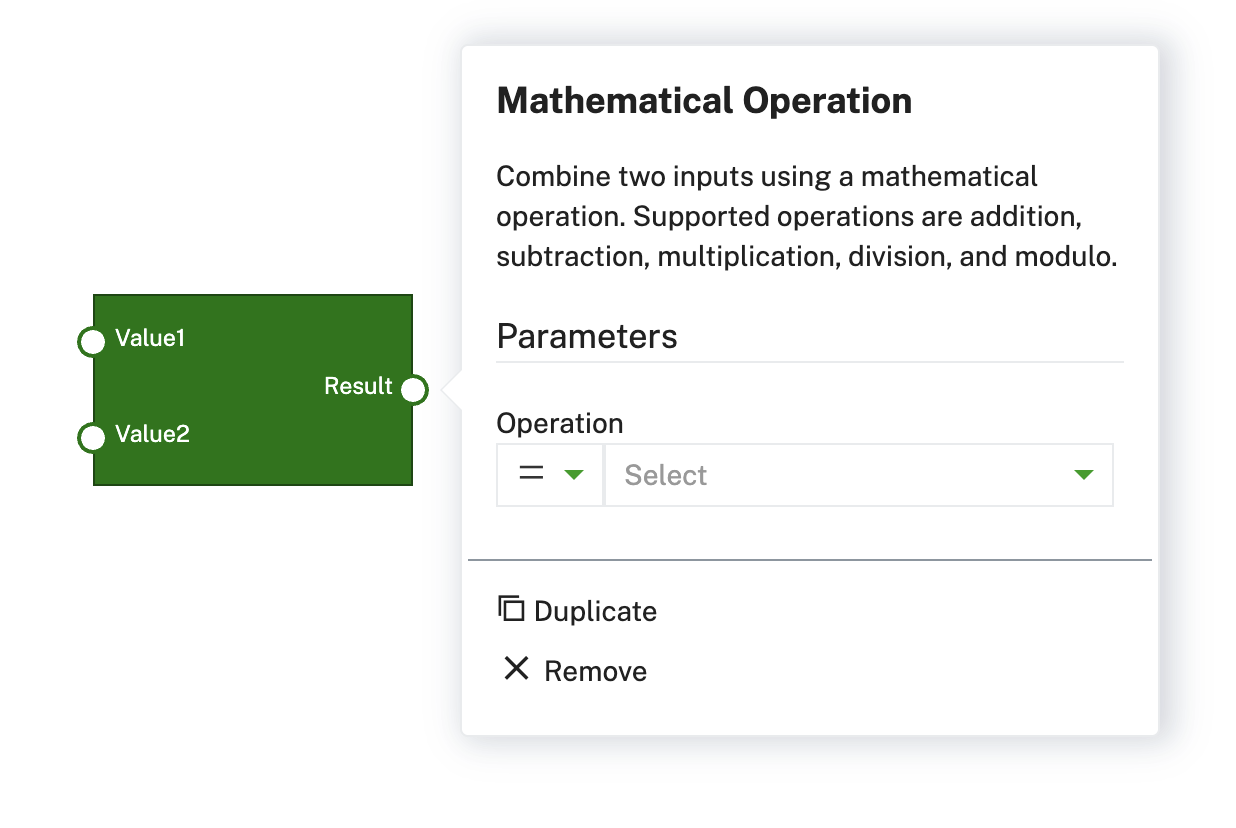 Mathematical Operation
Combine two inputs using a mathematical
operation. Supported operations are addition,
subtraction, multiplication, division, and modulo.
Value1
Result
Value2
Parameters
Operation
= Select
Duplicate
Remove